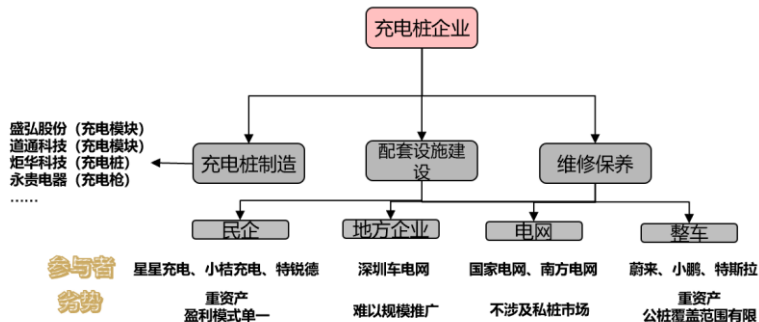 充电桩企业
盛弘股份（充电模块）
道通科技（充电模块）
炬华科技（充电桩）
永贵电器（充电枪）
……
充电桩制造
配套设施建
设
维修保养
民企
地方企业
电网
整车
参与者
星星充电、小桔充电、特锐德
深圳车电网
国家电网、南方电网
蔚来、小鹏、特斯拉
劣势
重资产
盈利模式单一
难以规模推广
不涉及私桩市场
重资产
公桩覆盖范围有限